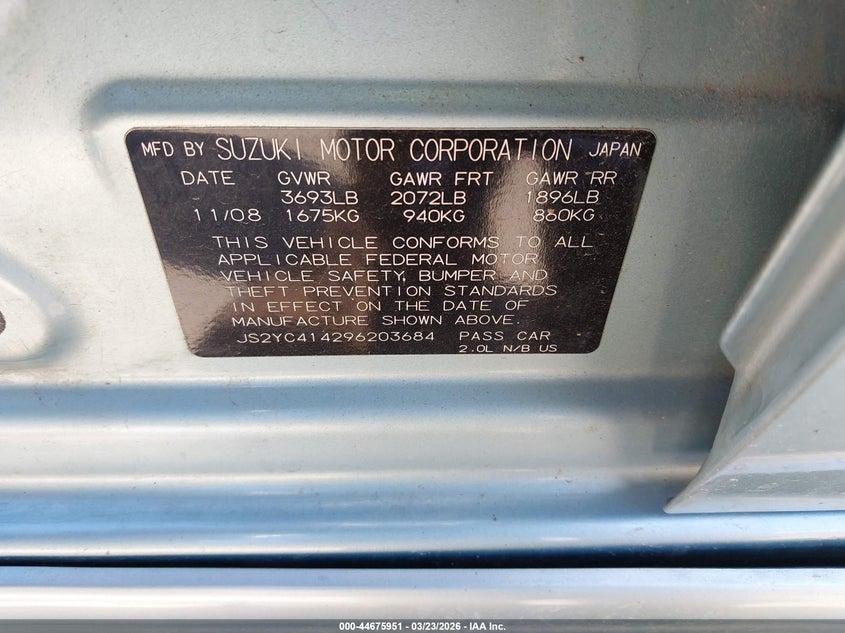 MFD BY SUZUKI MOTOR CORPORATION JAPAN
DATE GVWR GAWR FRT GAWR RR
3693LB 2072LB 1896LB
11/08 1675KG 940KG 860KG
THIS VEHICLE CONFORMS TO ALL
APPLICABLE FEDERAL MOTOR
VEHICLE SAFETY, BUMPER AND
THEFT PREVENTION STANDARDS
IN EFFECT ON THE DATE OF
MANUFACTURE SHOWN ABOVE.
JS2YC414296203684 PASS CAR
2.0L N/B US
000-44675951 - 03/23/2026 - IAA Inc.